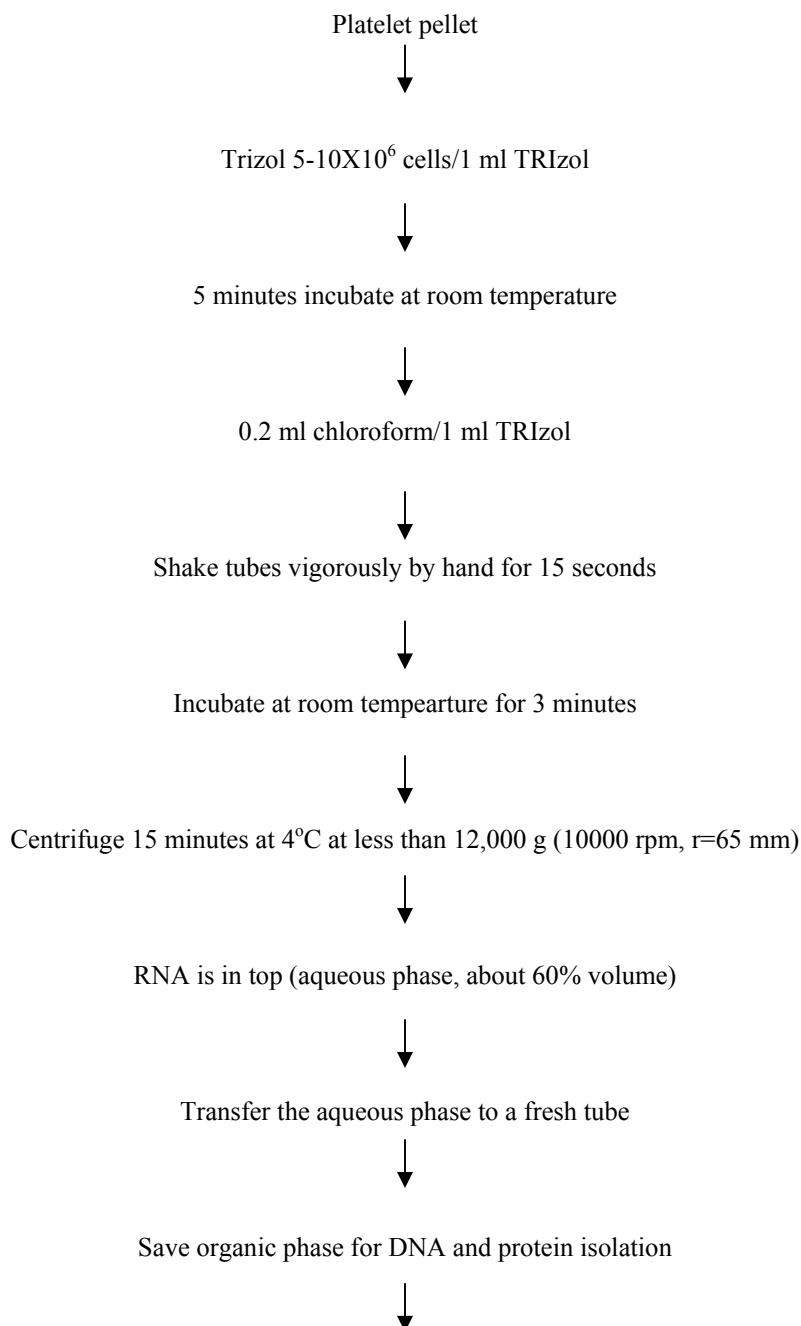 Platelet pellet
Trizol 5-10X10⁶ cells/1 ml TRIzol
5 minutes incubate at room temperature
0.2 ml chloroform/1 ml TRIzol
Shake tubes vigorously by hand for 15 seconds
Incubate at room tempearture for 3 minutes
Centrifuge 15 minutes at 4°C at less than 12,000 g (10000 rpm, r=65 mm)
RNA is in top (aqueous phase, about 60% volume)
Transfer the aqueous phase to a fresh tube
Save organic phase for DNA and protein isolation